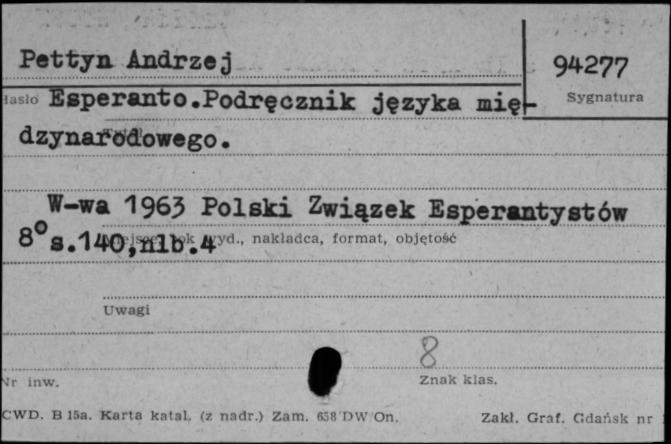 Pettyn Andrzej
94277
Hasło Esperanto.Podręcznik języka mię-
Sygnatura
dzynarodowego.
W-wa 1963 Polski Związek Esperantystów
8° s.140,nlb.4
wyd., nakładca, format, objętość
Uwagi
8
Nr inw.
Znak klas.
CWD. B 15a. Karta katal. (z nadr.) Zam. 658 DW/On.
Zakł. Graf. Gdańsk nr